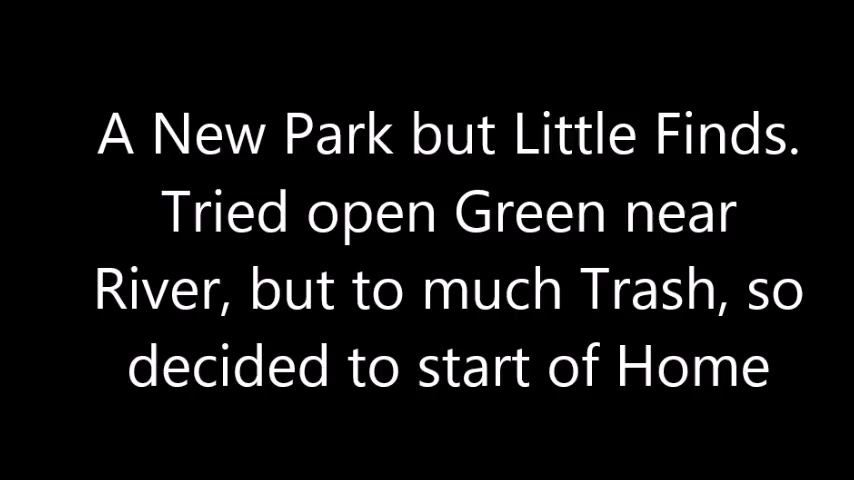 A New Park but Little Finds.
Tried open Green near
River, but to much Trash, so
decided to start of Home